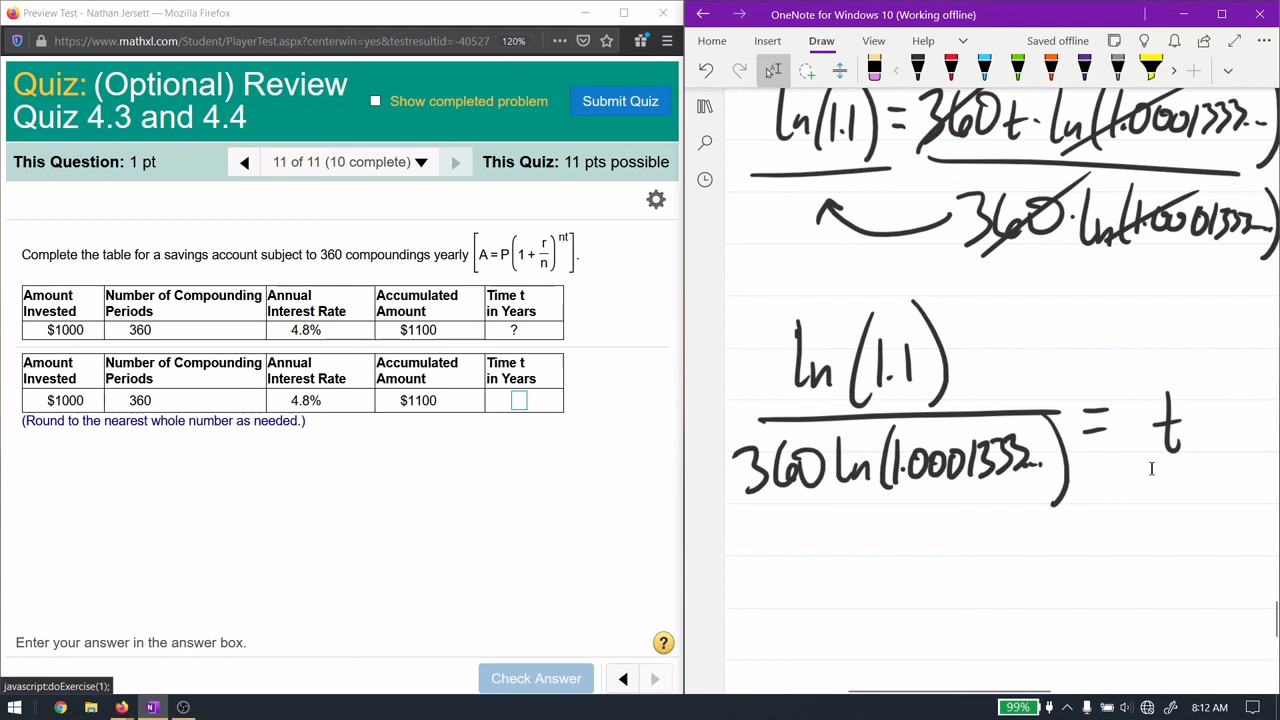 Preview Test - Nathan Jersett — Mozilla Firefox
https://www.mathxl.com/Student/PlayerTest.aspx?centerwin=yes&testresultid=-40527
120%
Quiz: (Optional) Review
Quiz 4.3 and 4.4
Show completed problem
Submit Quiz
This Question: 1 pt
11 of 11 (10 complete)
This Quiz: 11 pts possible
Complete the table for a savings account subject to 360 compoundings yearly [A = P(1 + r/n)^nt].
Amount Invested Number of Compounding Periods Annual Interest Rate Accumulated Amount Time t in Years
$1000 360 4.8% $1100 ?
Amount Invested Number of Compounding Periods Annual Interest Rate Accumulated Amount Time t in Years
$1000 360 4.8% $1100
(Round to the nearest whole number as needed.)
Enter your answer in the answer box.
?
Check Answer
javascript:doExercise(1);
OneNote for Windows 10 (Working offline)
Home Insert Draw View Help Saved offline
ln(1.1) = 360t · ln(1.0001333...)
360 · ln(1.0001333...)
ln(1.1)
360 ln(1.0001333...) = t
99% 8:12 AM